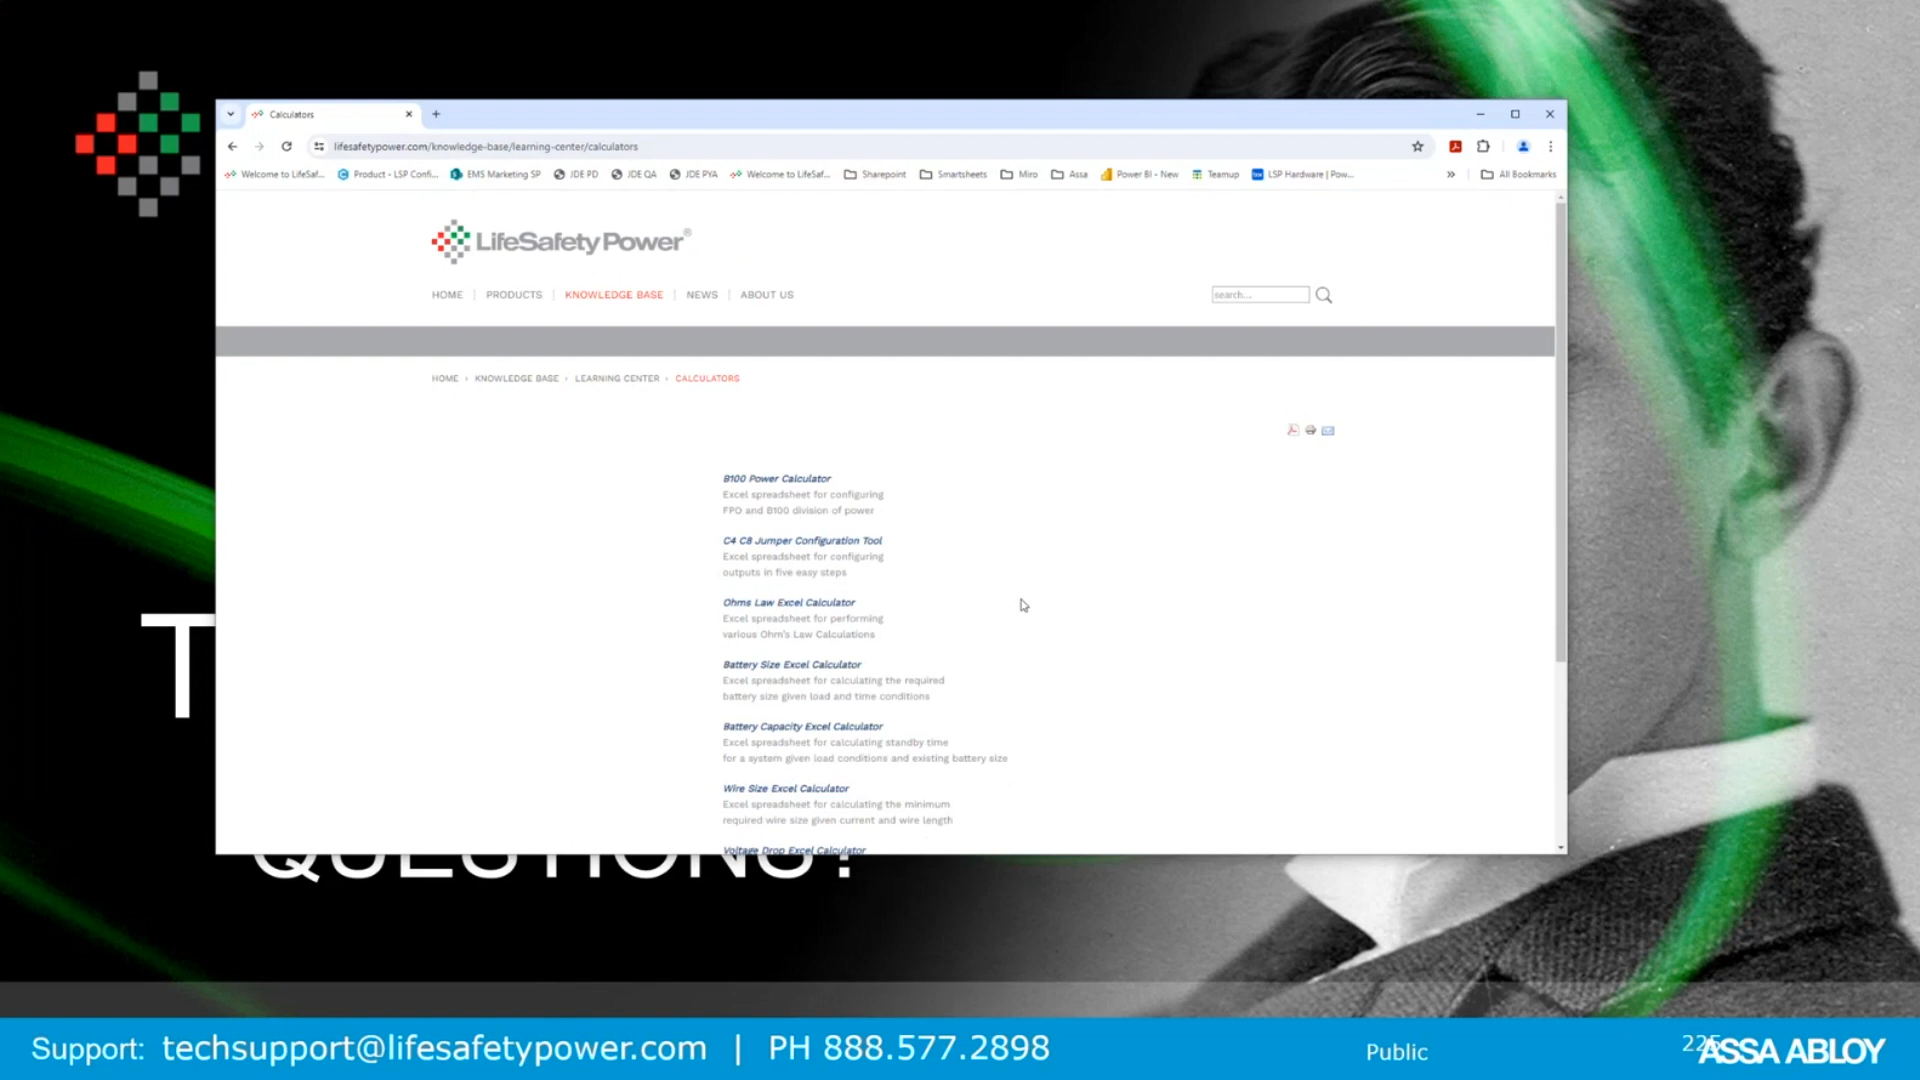 Calculators
lifesafetypower.com/knowledge-base/learning-center/calculators
Welcome to LifeSaf... Product - LSP Confi... EMS Marketing SP JDE PD JDE QA JDE PYA Welcome to LifeSaf... Sharepoint Smartsheets Miro Assa Power BI - New Teamup LSP Hardware | Pow... » All Bookmarks
LifeSafetyPower®
HOME PRODUCTS KNOWLEDGE BASE NEWS ABOUT US search...
HOME › KNOWLEDGE BASE › LEARNING CENTER › CALCULATORS
B100 Power Calculator
Excel spreadsheet for configuring
FPO and B100 division of power
C4 C8 Jumper Configuration Tool
Excel spreadsheet for configuring
outputs in five easy steps
Ohms Law Excel Calculator
Excel spreadsheet for performing
various Ohm's Law Calculations
Battery Size Excel Calculator
Excel spreadsheet for calculating the required
battery size given load and time conditions
Battery Capacity Excel Calculator
Excel spreadsheet for calculating standby time
for a system given load conditions and existing battery size
Wire Size Excel Calculator
Excel spreadsheet for calculating the minimum
required wire size given current and wire length
Voltage Drop Excel Calculator
T
QUESTIONS?
Support: techsupport@lifesafetypower.com | PH 888.577.2898 Public 225 ASSA ABLOY